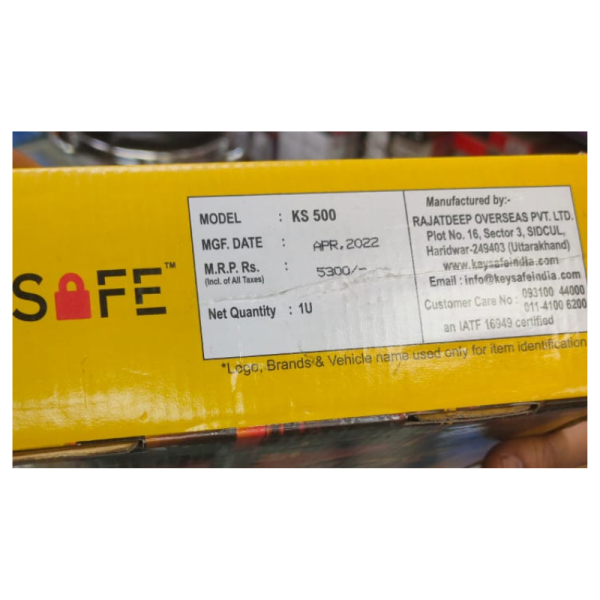 SAFE™
MODEL : KS 500
MGF. DATE : APR,2022
M.R.P. Rs. : 5300/-
(Incl. of All Taxes)
Net Quantity : 1U
Manufactured by:-
RAJATDEEP OVERSEAS PVT. LTD.
Plot No. 16, Sector 3, SIDCUL,
Haridwar-249403 (Uttarakhand)
www.keysafeindia.com
Email : info@keysafeindia.com
Customer Care No : 093100 44000
011-4100 6200
an IATF 16949 certified
*Logo, Brands & Vehicle name used only for item identification